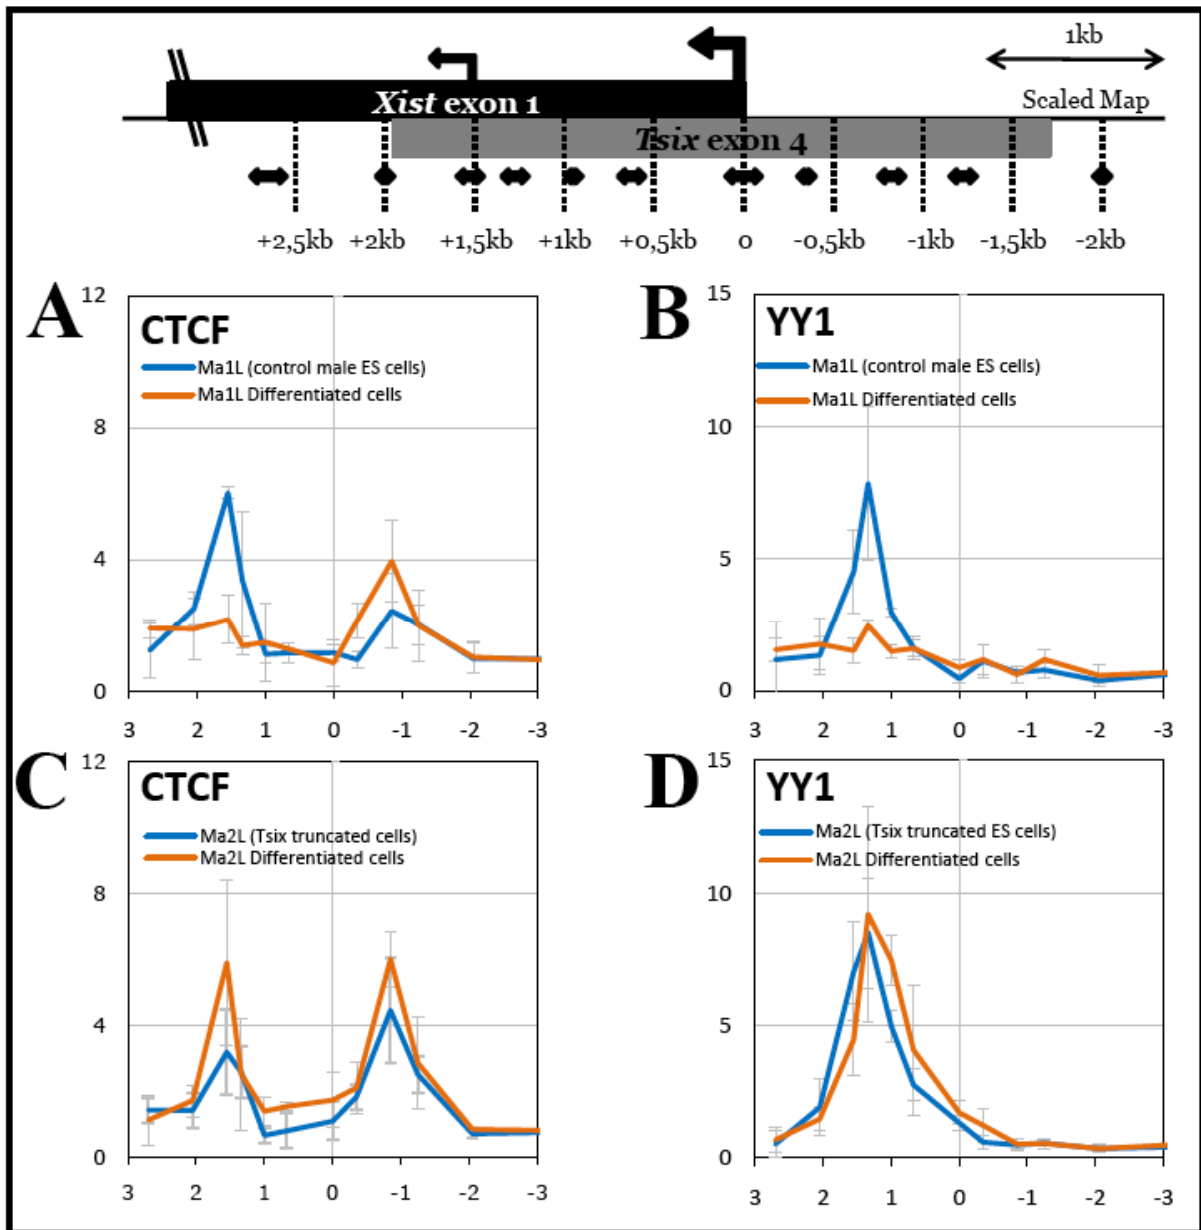 1kb
Xist exon 1
Scaled Map
Tsix exon 4
+2,5kb +2kb +1,5kb +1kb +0,5kb 0 -0,5kb -1kb -1,5kb -2kb
A
12
CTCF
Ma1L (control male ES cells)
Ma1L Differentiated cells
8
4
0
3 2 1 0 -1 -2 -3
B
15
YY1
Ma1L (control male ES cells)
Ma1L Differentiated cells
10
5
0
3 2 1 0 -1 -2 -3
C
12
CTCF
Ma2L (Tsix truncated cells)
Ma2L Differentiated cells
8
4
0
3 2 1 0 -1 -2 -3
D
15
YY1
Ma2L (Tsix truncated ES cells)
Ma2L Differentiated cells
10
5
0
3 2 1 0 -1 -2 -3